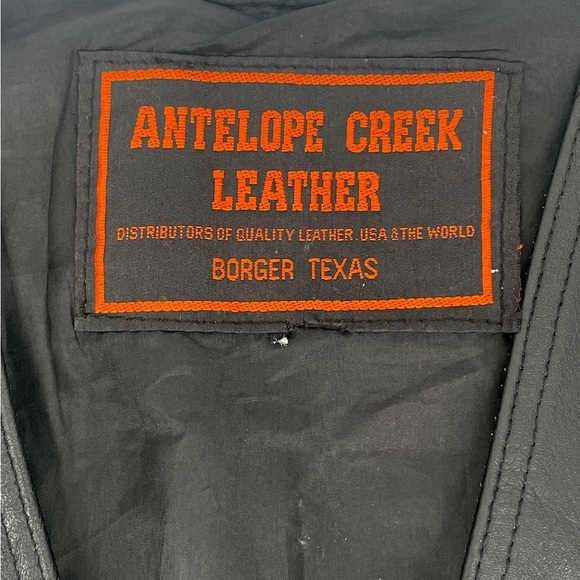 ANTELOPE CREEK
LEATHER
DISTRIBUTORS OF QUALITY LEATHER. USA & THE WORLD
BORGER TEXAS